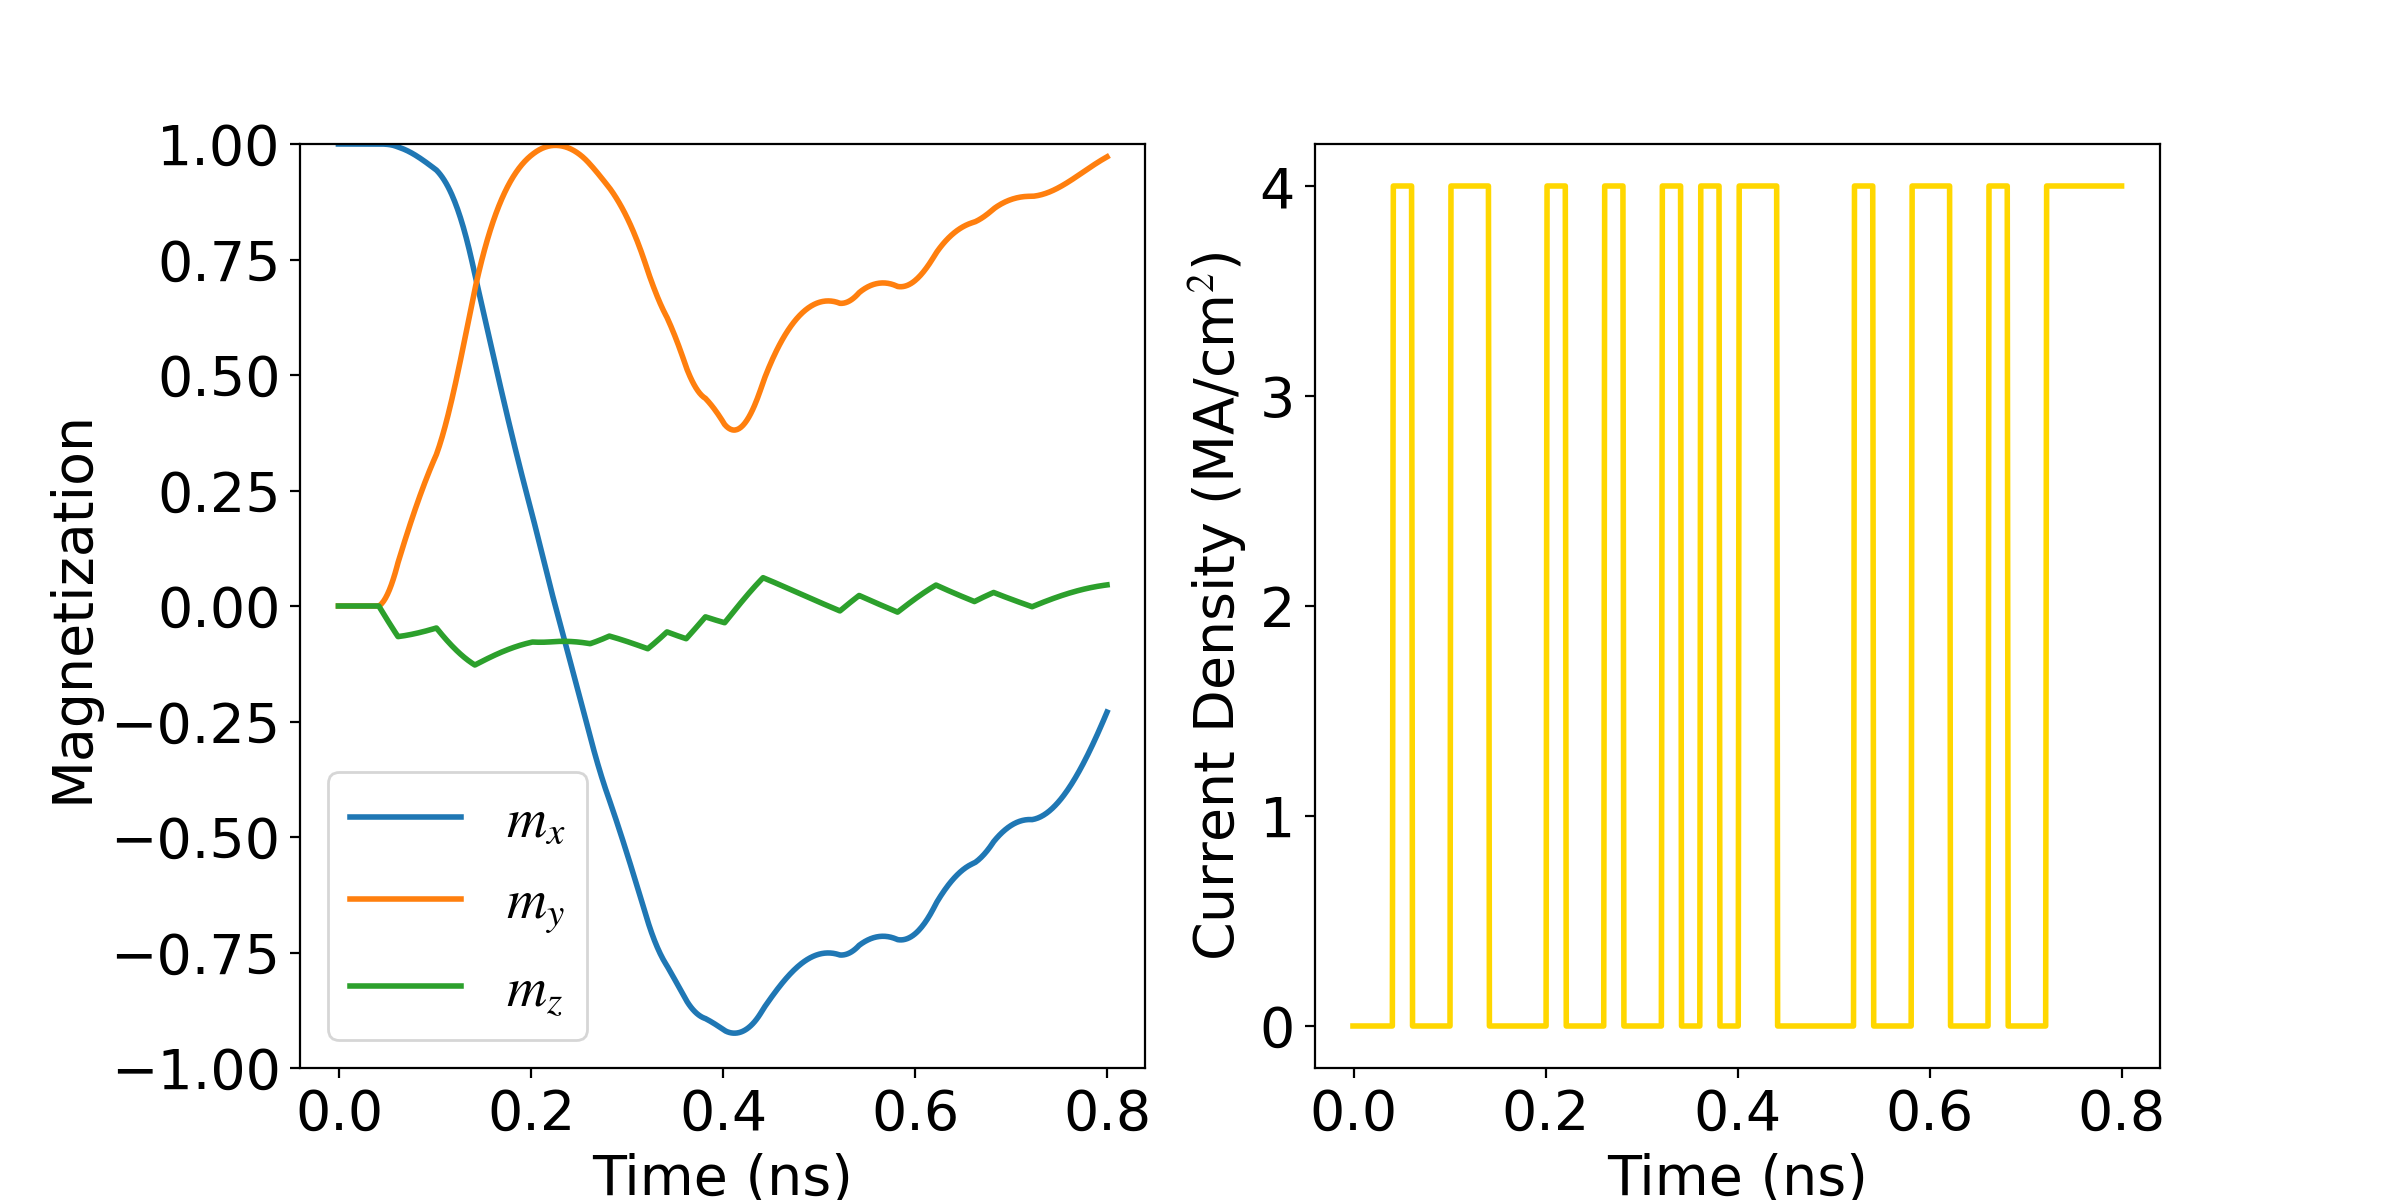 Magnetization
1.00
0.75
0.50
0.25
0.00
−0.25
−0.50
−0.75
−1.00
m_x
m_y
m_z
0.0 0.2 0.4 0.6 0.8
Time (ns)
Current Density (MA/cm²)
4
3
2
1
0
0.0 0.2 0.4 0.6 0.8
Time (ns)